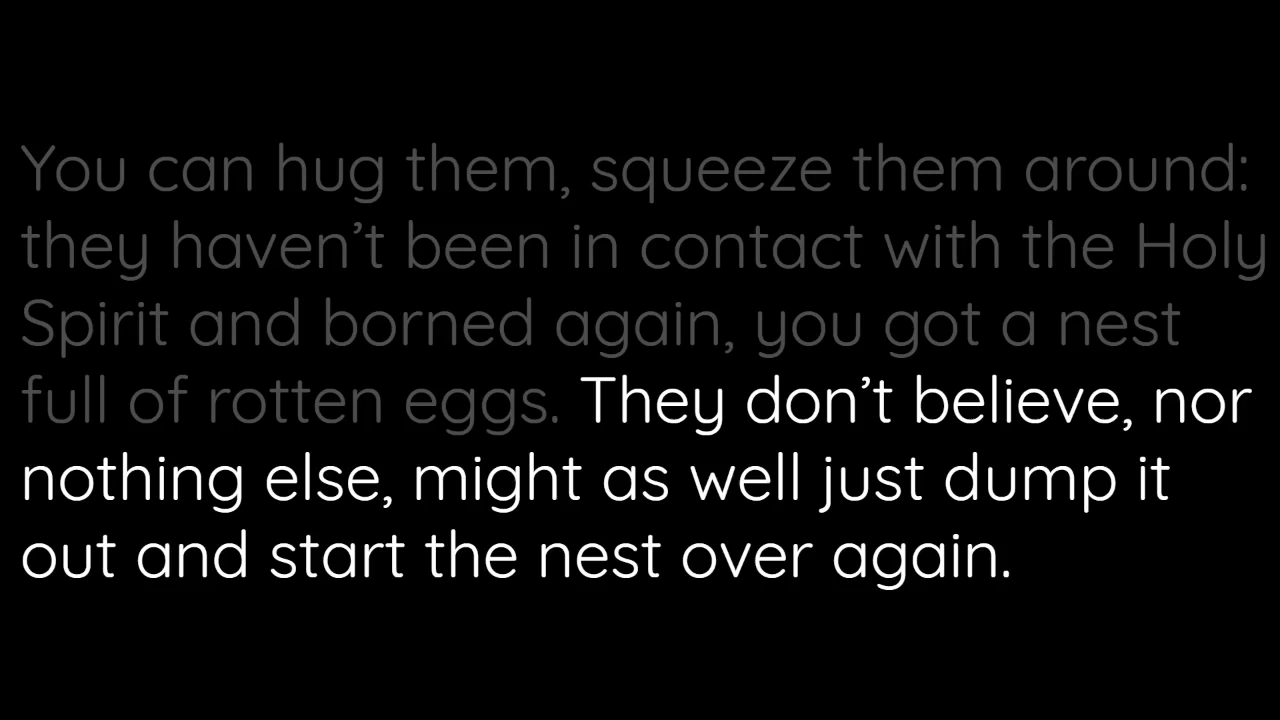 You can hug them, squeeze them around:
they haven’t been in contact with the Holy
Spirit and borned again, you got a nest
full of rotten eggs. They don’t believe, nor
nothing else, might as well just dump it
out and start the nest over again.